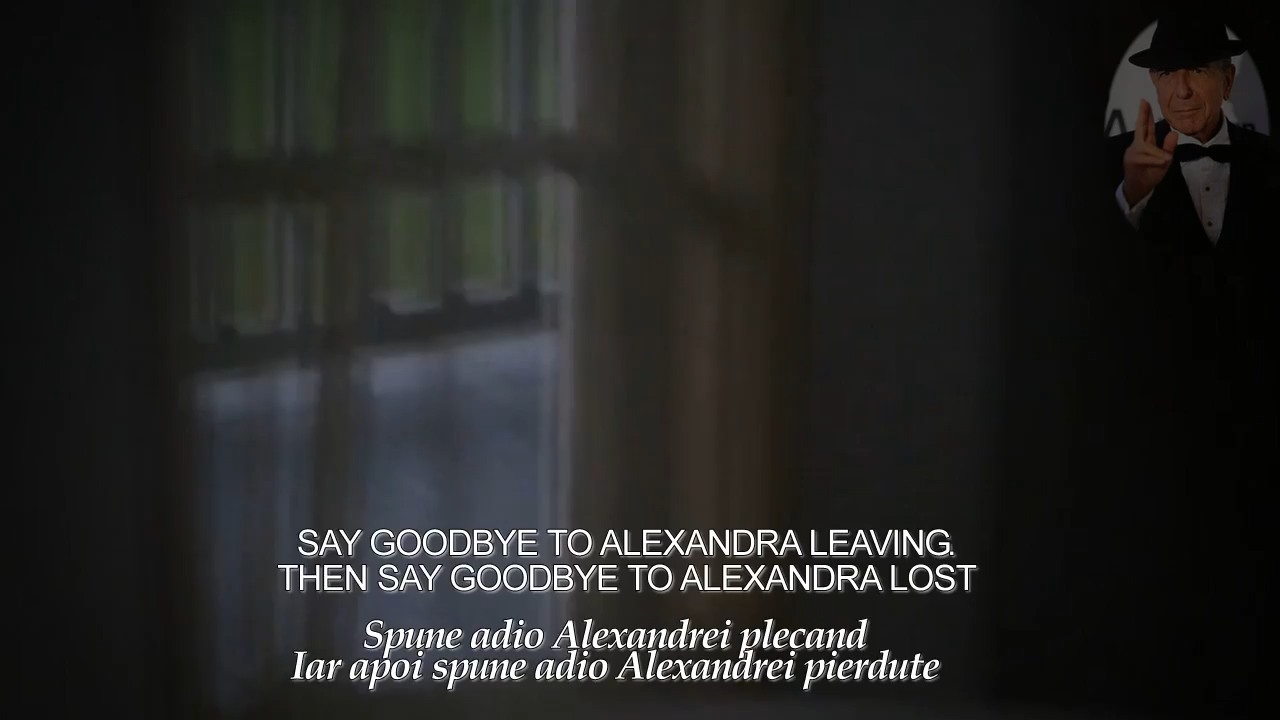 SAY GOODBYE TO ALEXANDRA LEAVING.
THEN SAY GOODBYE TO ALEXANDRA LOST
Spune adio Alexandrei plecand
Iar apoi spune adio Alexandrei pierdute